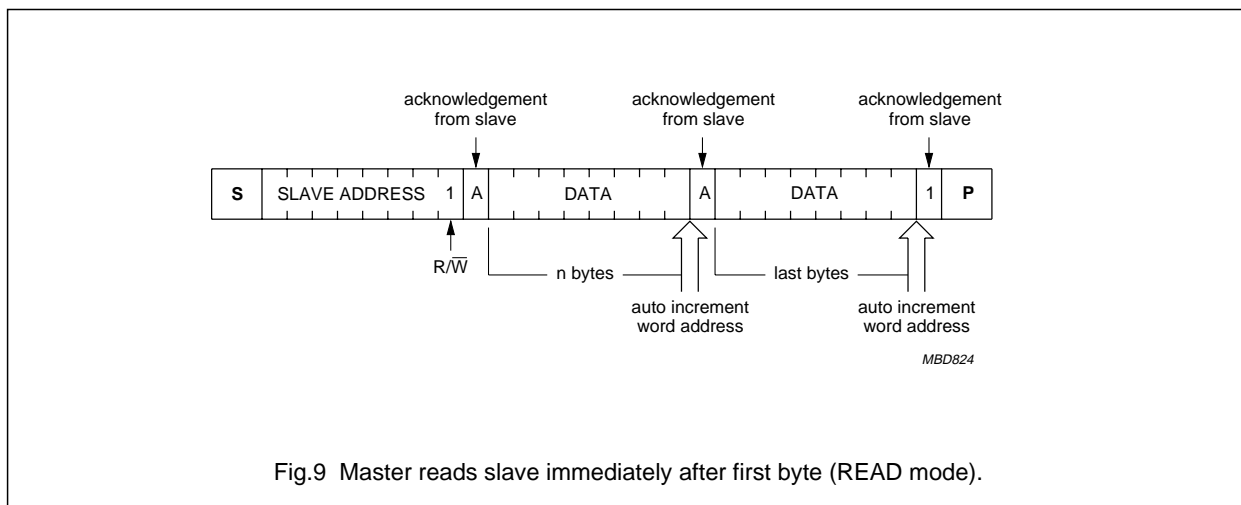 acknowledgement
from slave
acknowledgement
from slave
acknowledgement
from slave
S SLAVE ADDRESS 1 A DATA A DATA 1 P
R/W̅
n bytes
last bytes
auto increment
word address
auto increment
word address
MBD824
Fig.9 Master reads slave immediately after first byte (READ mode).